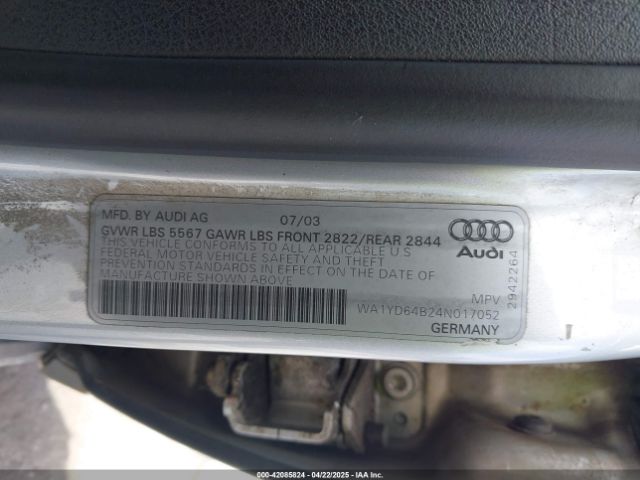 MFD. BY AUDI AG 07/03
GVWR LBS 5567 GAWR LBS FRONT 2822/REAR 2844
THIS VEHICLE CONFORMS TO ALL APPLICABLE U.S
FEDERAL MOTOR VEHICLE SAFETY, BUMPER, AND THEFT
PREVENTION STANDARDS IN EFFECT ON THE DATE OF
MANUFACTURE SHOWN ABOVE
Audi
2942264
MPV
WA1YD64B24N017052
GERMANY
000-42085824 - 04/22/2025 - IAA Inc.